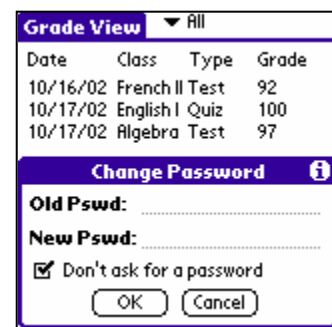 Grade View All
Date Class Type Grade
10/16/02 French II Test 92
10/17/02 English I Quiz 100
10/17/02 Algebra Test 97
Change Password
Old Pswd:
New Pswd:
Don't ask for a password
OK Cancel